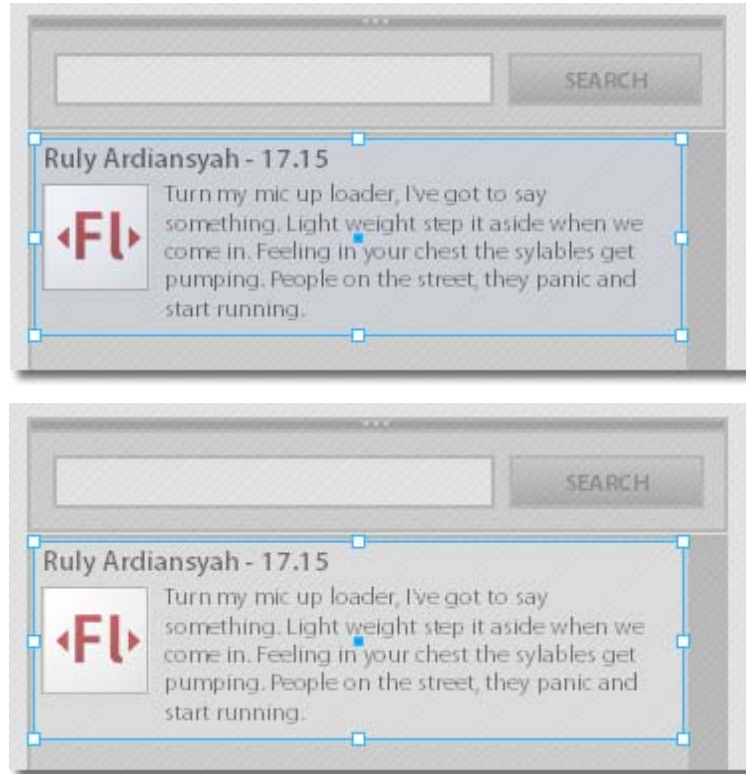 SEARCH
Ruly Ardiansyah - 17.15
Turn my mic up loader, I've got to say
something. Light weight step it aside when we
come in. Feeling in your chest the sylables get
pumping. People on the street, they panic and
start running.
Fl
SEARCH
Ruly Ardiansyah - 17.15
Turn my mic up loader, I've got to say
something. Light weight step it aside when we
come in. Feeling in your chest the sylables get
pumping. People on the street, they panic and
start running.
Fl